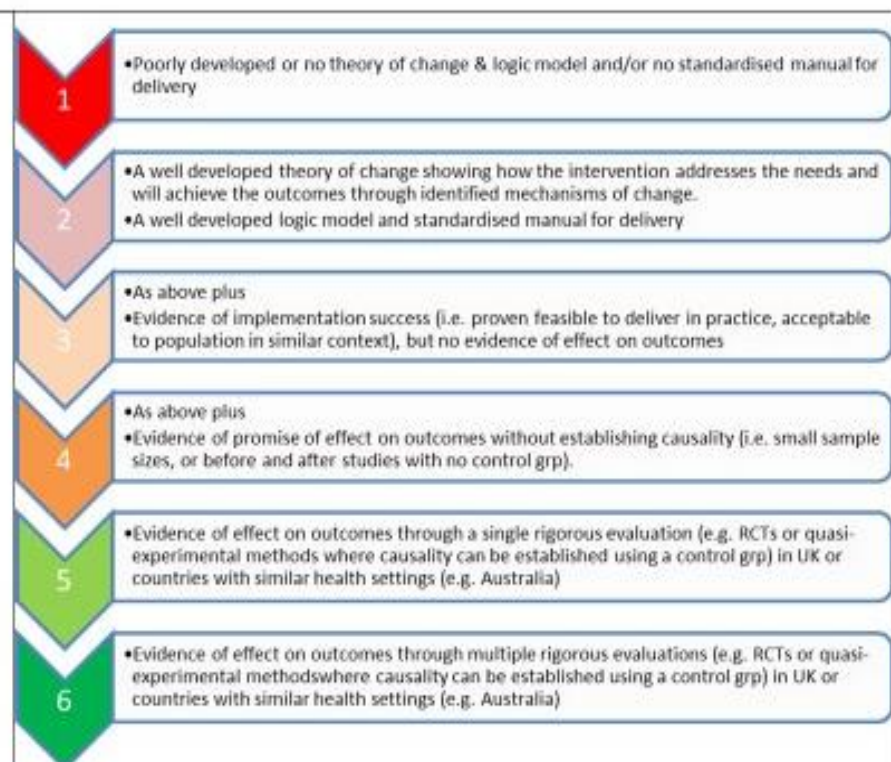 1
•Poorly developed or no theory of change & logic model and/or no standardised manual for
delivery
2
•A well developed theory of change showing how the intervention addresses the needs and
will achieve the outcomes through identified mechanisms of change.
•A well developed logic model and standardised manual for delivery
3
•As above plus
•Evidence of implementation success (i.e. proven feasible to deliver in practice, acceptable
to population in similar context), but no evidence of effect on outcomes
4
•As above plus
•Evidence of promise of effect on outcomes without establishing causality (i.e. small sample
sizes, or before and after studies with no control grp).
5
•Evidence of effect on outcomes through a single rigorous evaluation (e.g. RCTs or quasi-
experimental methods where causality can be established using a control grp) in UK or
countries with similar health settings (e.g. Australia)
6
•Evidence of effect on outcomes through multiple rigorous evaluations (e.g. RCTs or quasi-
experimental methodswhere causality can be established using a control grp) in UK or
countries with similar health settings (e.g. Australia)